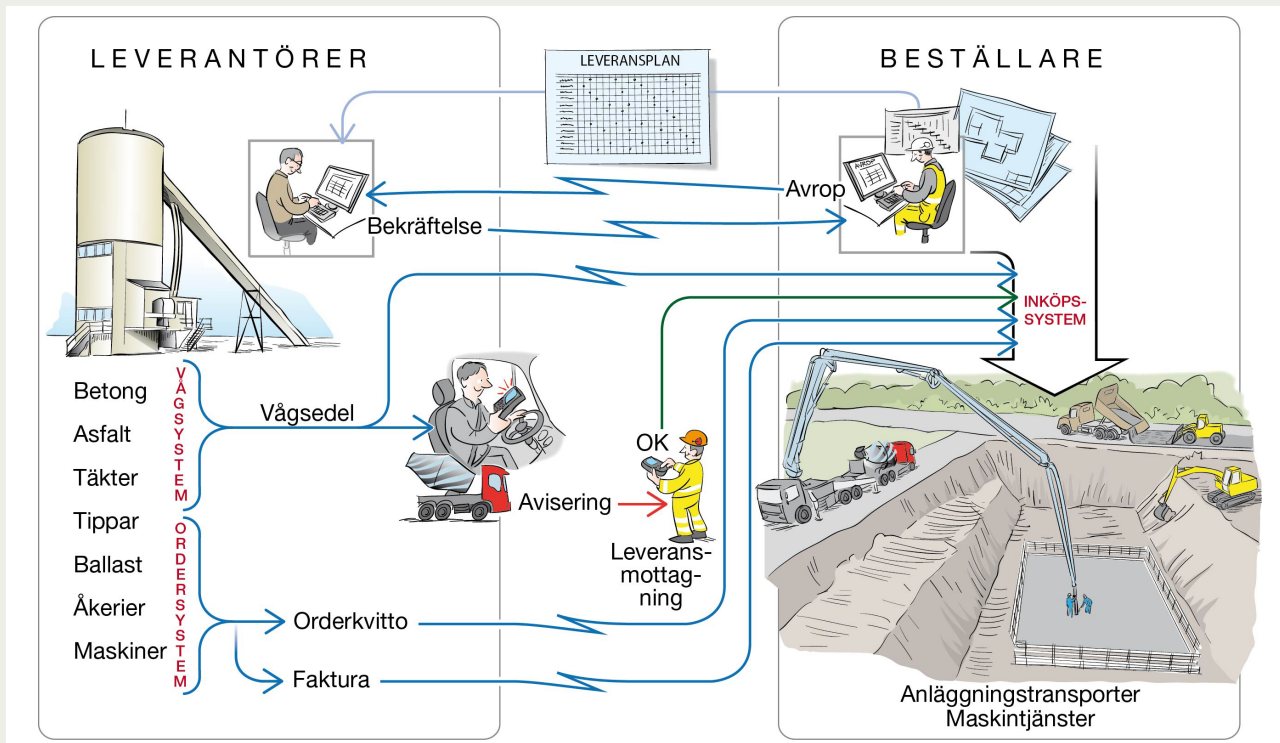 LEVERANTÖRER
LEVERANSPLAN
BESTÄLLARE
AVROP
Avrop
Bekräftelse
INKÖPS-
SYSTEM
Betong
Asfalt
Täkter
Tippar
Ballast
Åkerier
Maskiner
VÅGSYSTEM
ORDERSYSTEM
Vågsedel
OK
Avisering
Leverans-
mottag-
ning
Orderkvitto
Faktura
Anläggningstransporter
Maskintjänster